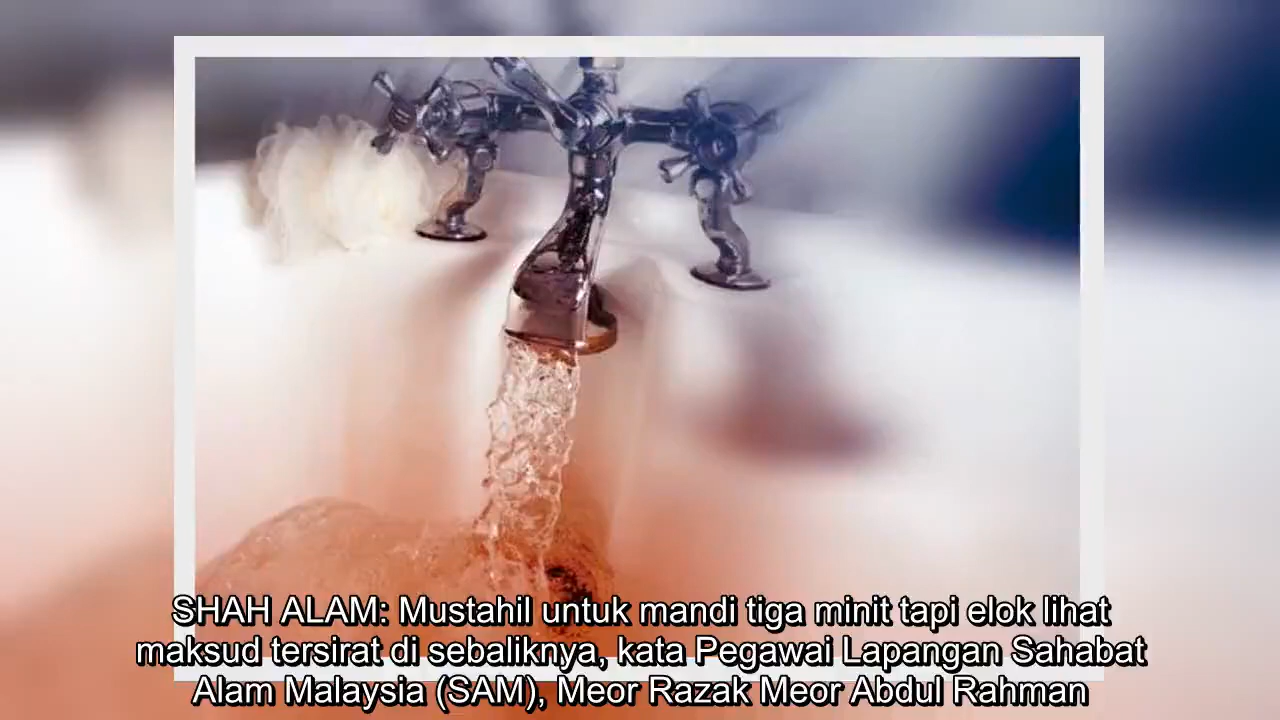 SHAH ALAM: Mustahil untuk mandi tiga minit tapi elok lihat
maksud tersirat di sebaliknya, kata Pegawai Lapangan Sahabat
Alam Malaysia (SAM), Meor Razak Meor Abdul Rahman